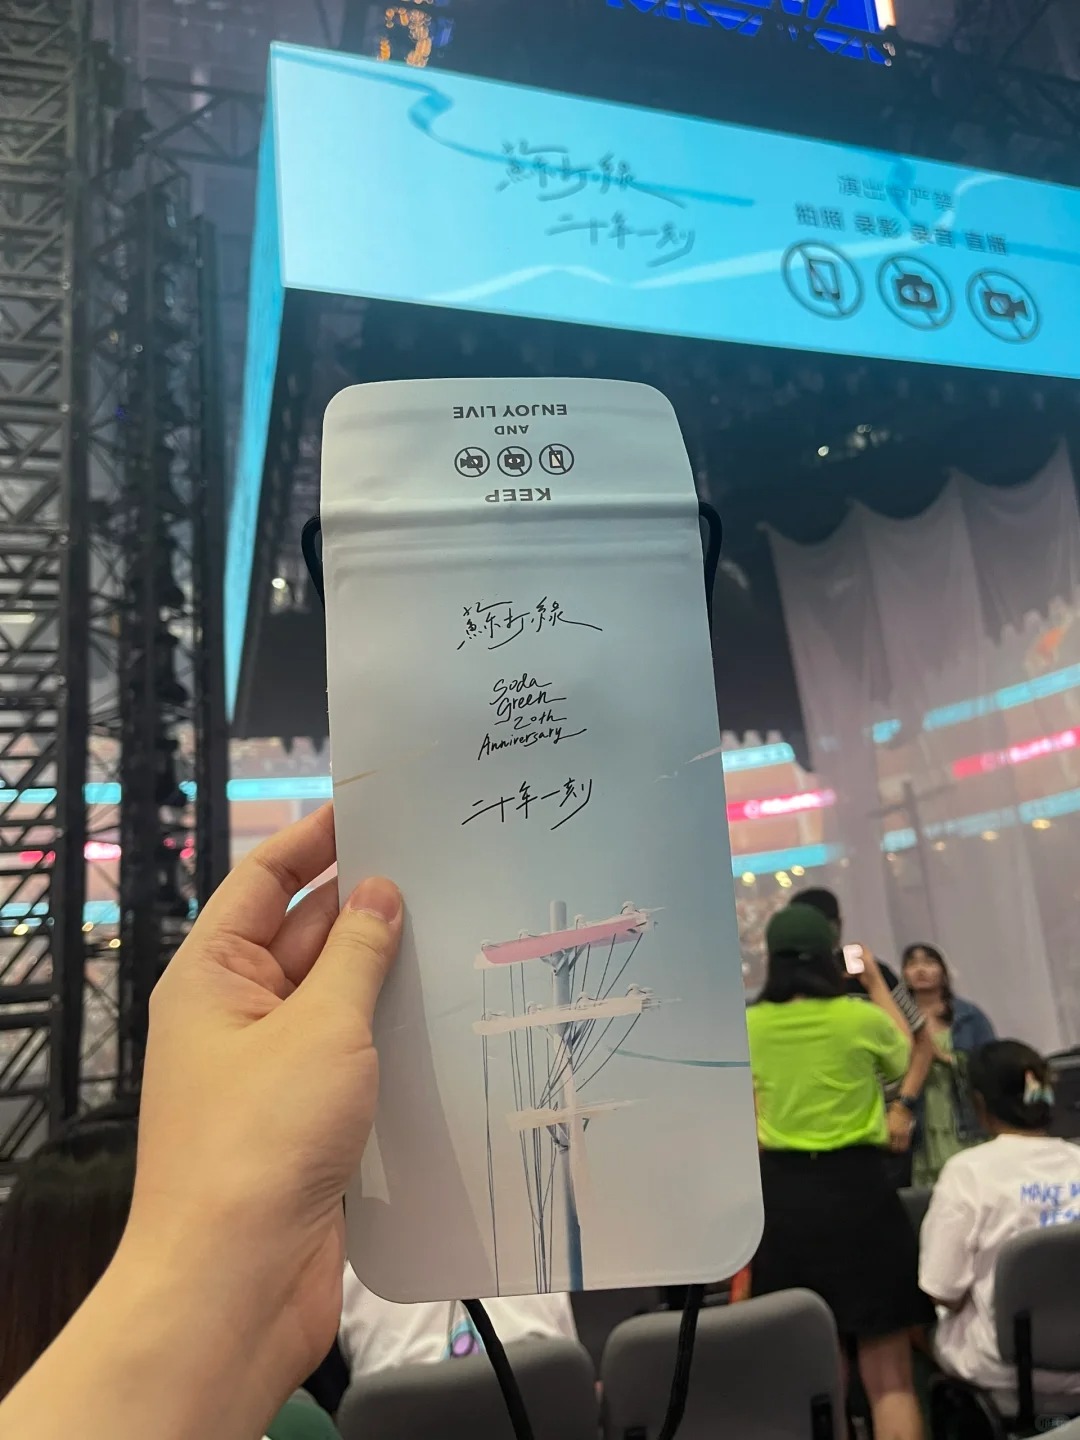 蘇打綠
二十年一刻
演出中严禁
拍照 录影 录音 直播
ENJOY LIVE
AND
KEEP
蘇打綠
Soda
Green
20th
Anniversary
二十年一刻
MAKE